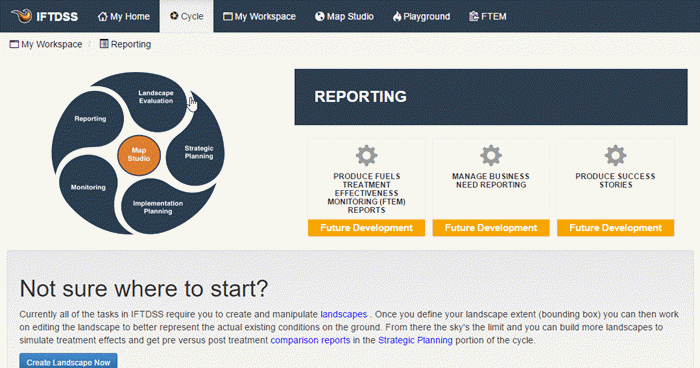 IFTDSS My Home Cycle My Workspace Map Studio Playground FTEM
My Workspace / Reporting
Landscape
Evaluation
Reporting
Strategic
Planning
Map
Studio
Monitoring
Implementation
Planning
REPORTING
PRODUCE FUELS
TREATMENT
EFFECTIVENESS
MONITORING (FTEM)
REPORTS
Future Development
MANAGE BUSINESS
NEED REPORTING
Future Development
PRODUCE SUCCESS
STORIES
Future Development
Not sure where to start?
Currently all of the tasks in IFTDSS require you to create and manipulate landscapes . Once you define your landscape extent (bounding box) you can then work
on editing the landscape to better represent the actual existing conditions on the ground. From there the sky's the limit and you can build more landscapes to
simulate treatment effects and get pre versus post treatment comparison reports in the Strategic Planning portion of the cycle.
Create Landscape Now